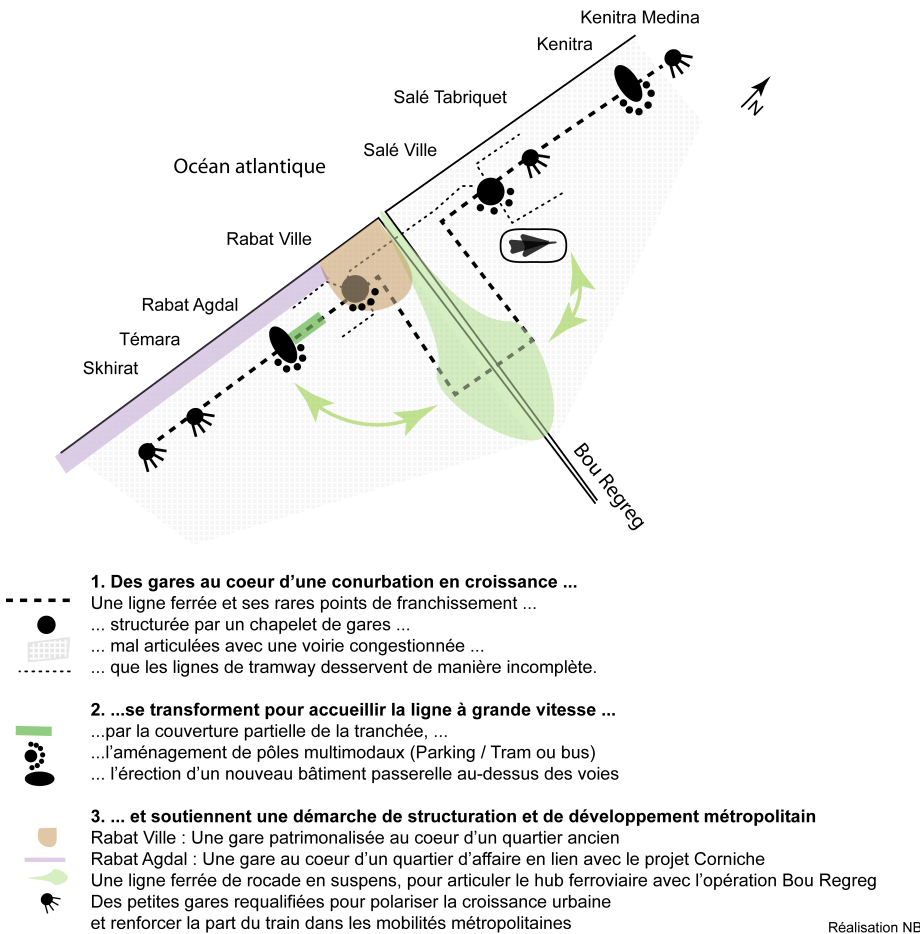 Kenitra Medina
Kenitra
Salé Tabriquet
Salé Ville
Océan atlantique
N
Rabat Ville
Rabat Agdal
Témara
Skhirat
Bou Regreg
1. Des gares au coeur d’une conurbation en croissance ...
Une ligne ferrée et ses rares points de franchissement ...
... structurée par un chapelet de gares ...
... mal articulées avec une voirie congestionnée ...
... que les lignes de tramway desservent de manière incomplète.
2. ...se transforment pour accueillir la ligne à grande vitesse ...
...par la couverture partielle de la tranchée, ...
...l’aménagement de pôles multimodaux (Parking / Tram ou bus)
... l’érection d’un nouveau bâtiment passerelle au-dessus des voies
3. ... et soutiennent une démarche de structuration et de développement métropolitain
Rabat Ville : Une gare patrimonalisée au coeur d’un quartier ancien
Rabat Agdal : Une gare au coeur d’un quartier d’affaire en lien avec le projet Corniche
Une ligne ferrée de rocade en suspens, pour articuler le hub ferroviaire avec l’opération Bou Regreg
Des petites gares requalifiées pour polariser la croissance urbaine
et renforcer la part du train dans les mobilités métropolitaines
Réalisation